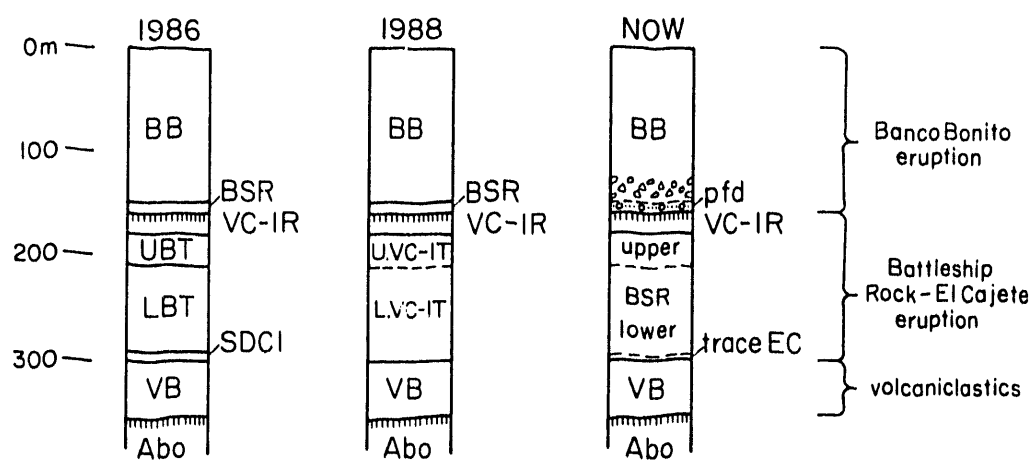 1986
1988
NOW
0m
100
200
300
BB
BSR
VC-IR
UBT
LBT
SDCI
VB
Abo
BB
BSR
VC-IR
U.VC-IT
L.VC-IT
VB
Abo
BB
pfd
VC-IR
upper
BSR
lower
trace EC
VB
Abo
Banco Bonito
eruption
Battleship
Rock-El Cajete
eruption
volcaniclastics